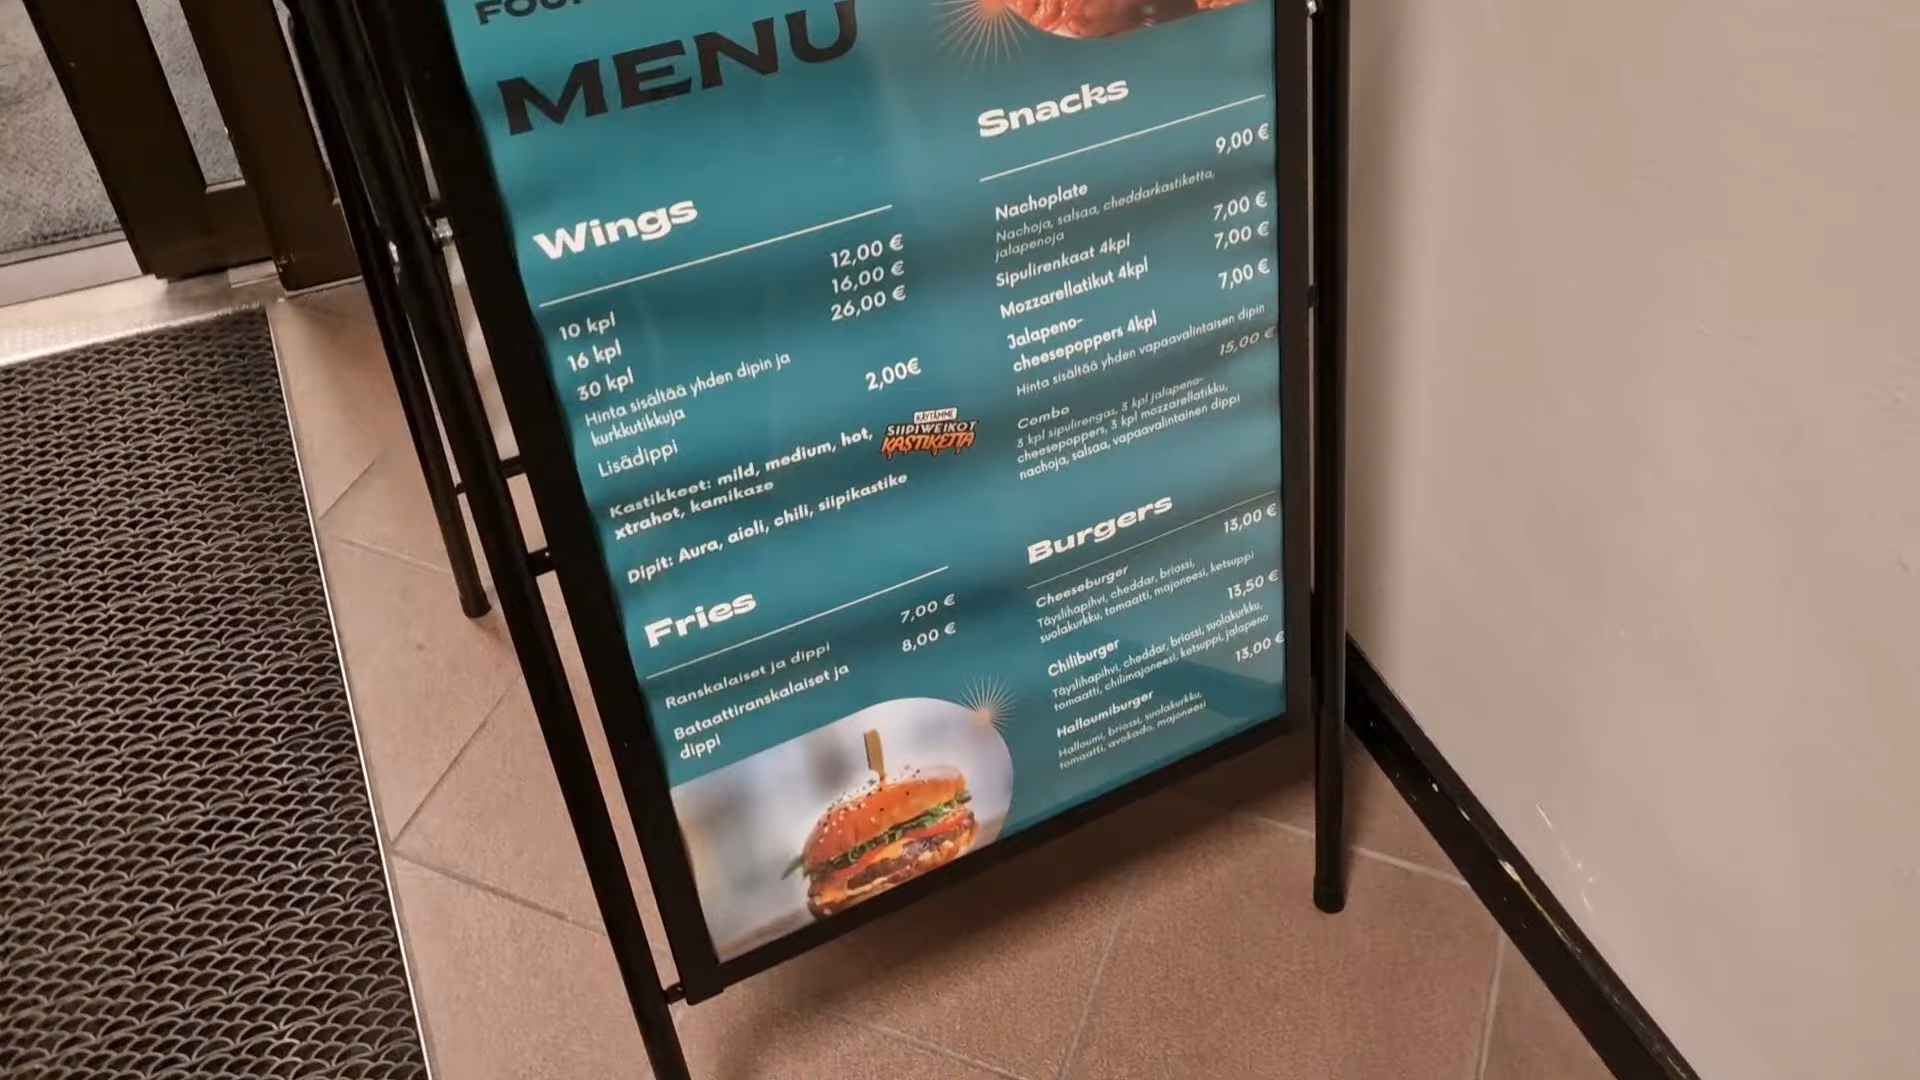 MENU
Wings
10 kpl 12,00 €
16 kpl 16,00 €
30 kpl 26,00 €
Hinta sisältää yhden dipin ja
kurkkutikkuja
Lisädippi 2,00€
Kastikkeet: mild, medium, hot,
xtrahot, kamikaze
KÄYTÄMME
SIIPIWEIKOT
KASTIKETTA
Dipit: Aura, aioli, chili, siipikastike
Fries
Ranskalaiset ja dippi 7,00 €
Bataattiranskalaiset ja 8,00 €
dippi
Snacks
Nachoplate 9,00 €
Nachoja, salsaa, cheddarkastiketta,
jalapenoja
Sipulirenkaat 4kpl 7,00 €
Mozzarellatikut 4kpl 7,00 €
Jalapeno- 7,00 €
cheesepoppers 4kpl
Hinta sisältää yhden vapaavalintaisen dipin
Combo 15,00 €
3 kpl sipulirengas, 3 kpl jalapeno-
cheesepoppers, 3 kpl mozzarellatikku,
nachoja, salsaa, vapaavalintainen dippi
Burgers
Cheeseburger 13,00 €
Täyslihapihvi, cheddar, briossi,
suolakurkku, tomaatti, majoneesi, ketsuppi
Chiliburger 13,50 €
Täyslihapihvi, cheddar, briossi, suolakurkku,
tomaatti, chilimajoneesi, ketsuppi, jalapeno
Halloumiburger 13,00 €
Halloumi, briossi, suolakurkku,
tomaatti, avokado, majoneesi